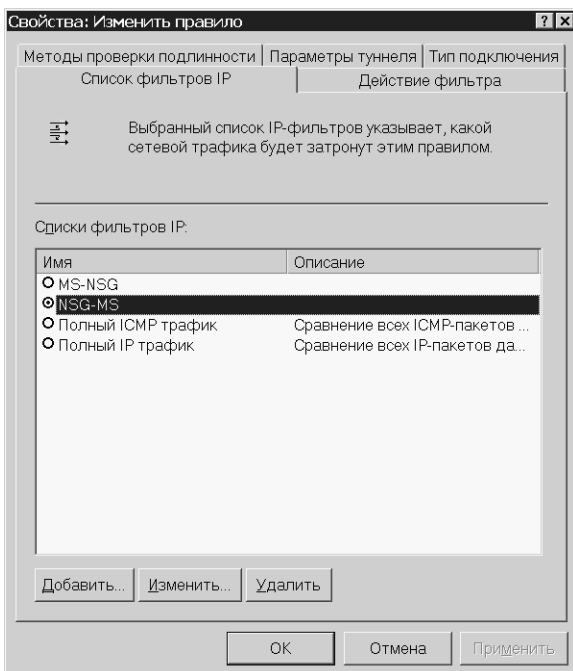 Свойства: Изменить правило
Методы проверки подлинности Параметры туннеля Тип подключения
Список фильтров IP Действие фильтра
Выбранный список IP-фильтров указывает, какой
сетевой трафика будет затронут этим правилом.
Списки фильтров IP:
Имя Описание
MS-NSG
NSG-MS
Полный ICMP трафик Сравнение всех ICMP-пакетов ...
Полный IP трафик Сравнение всех IP-пакетов да...
Добавить... Изменить... Удалить
OK Отмена Применить